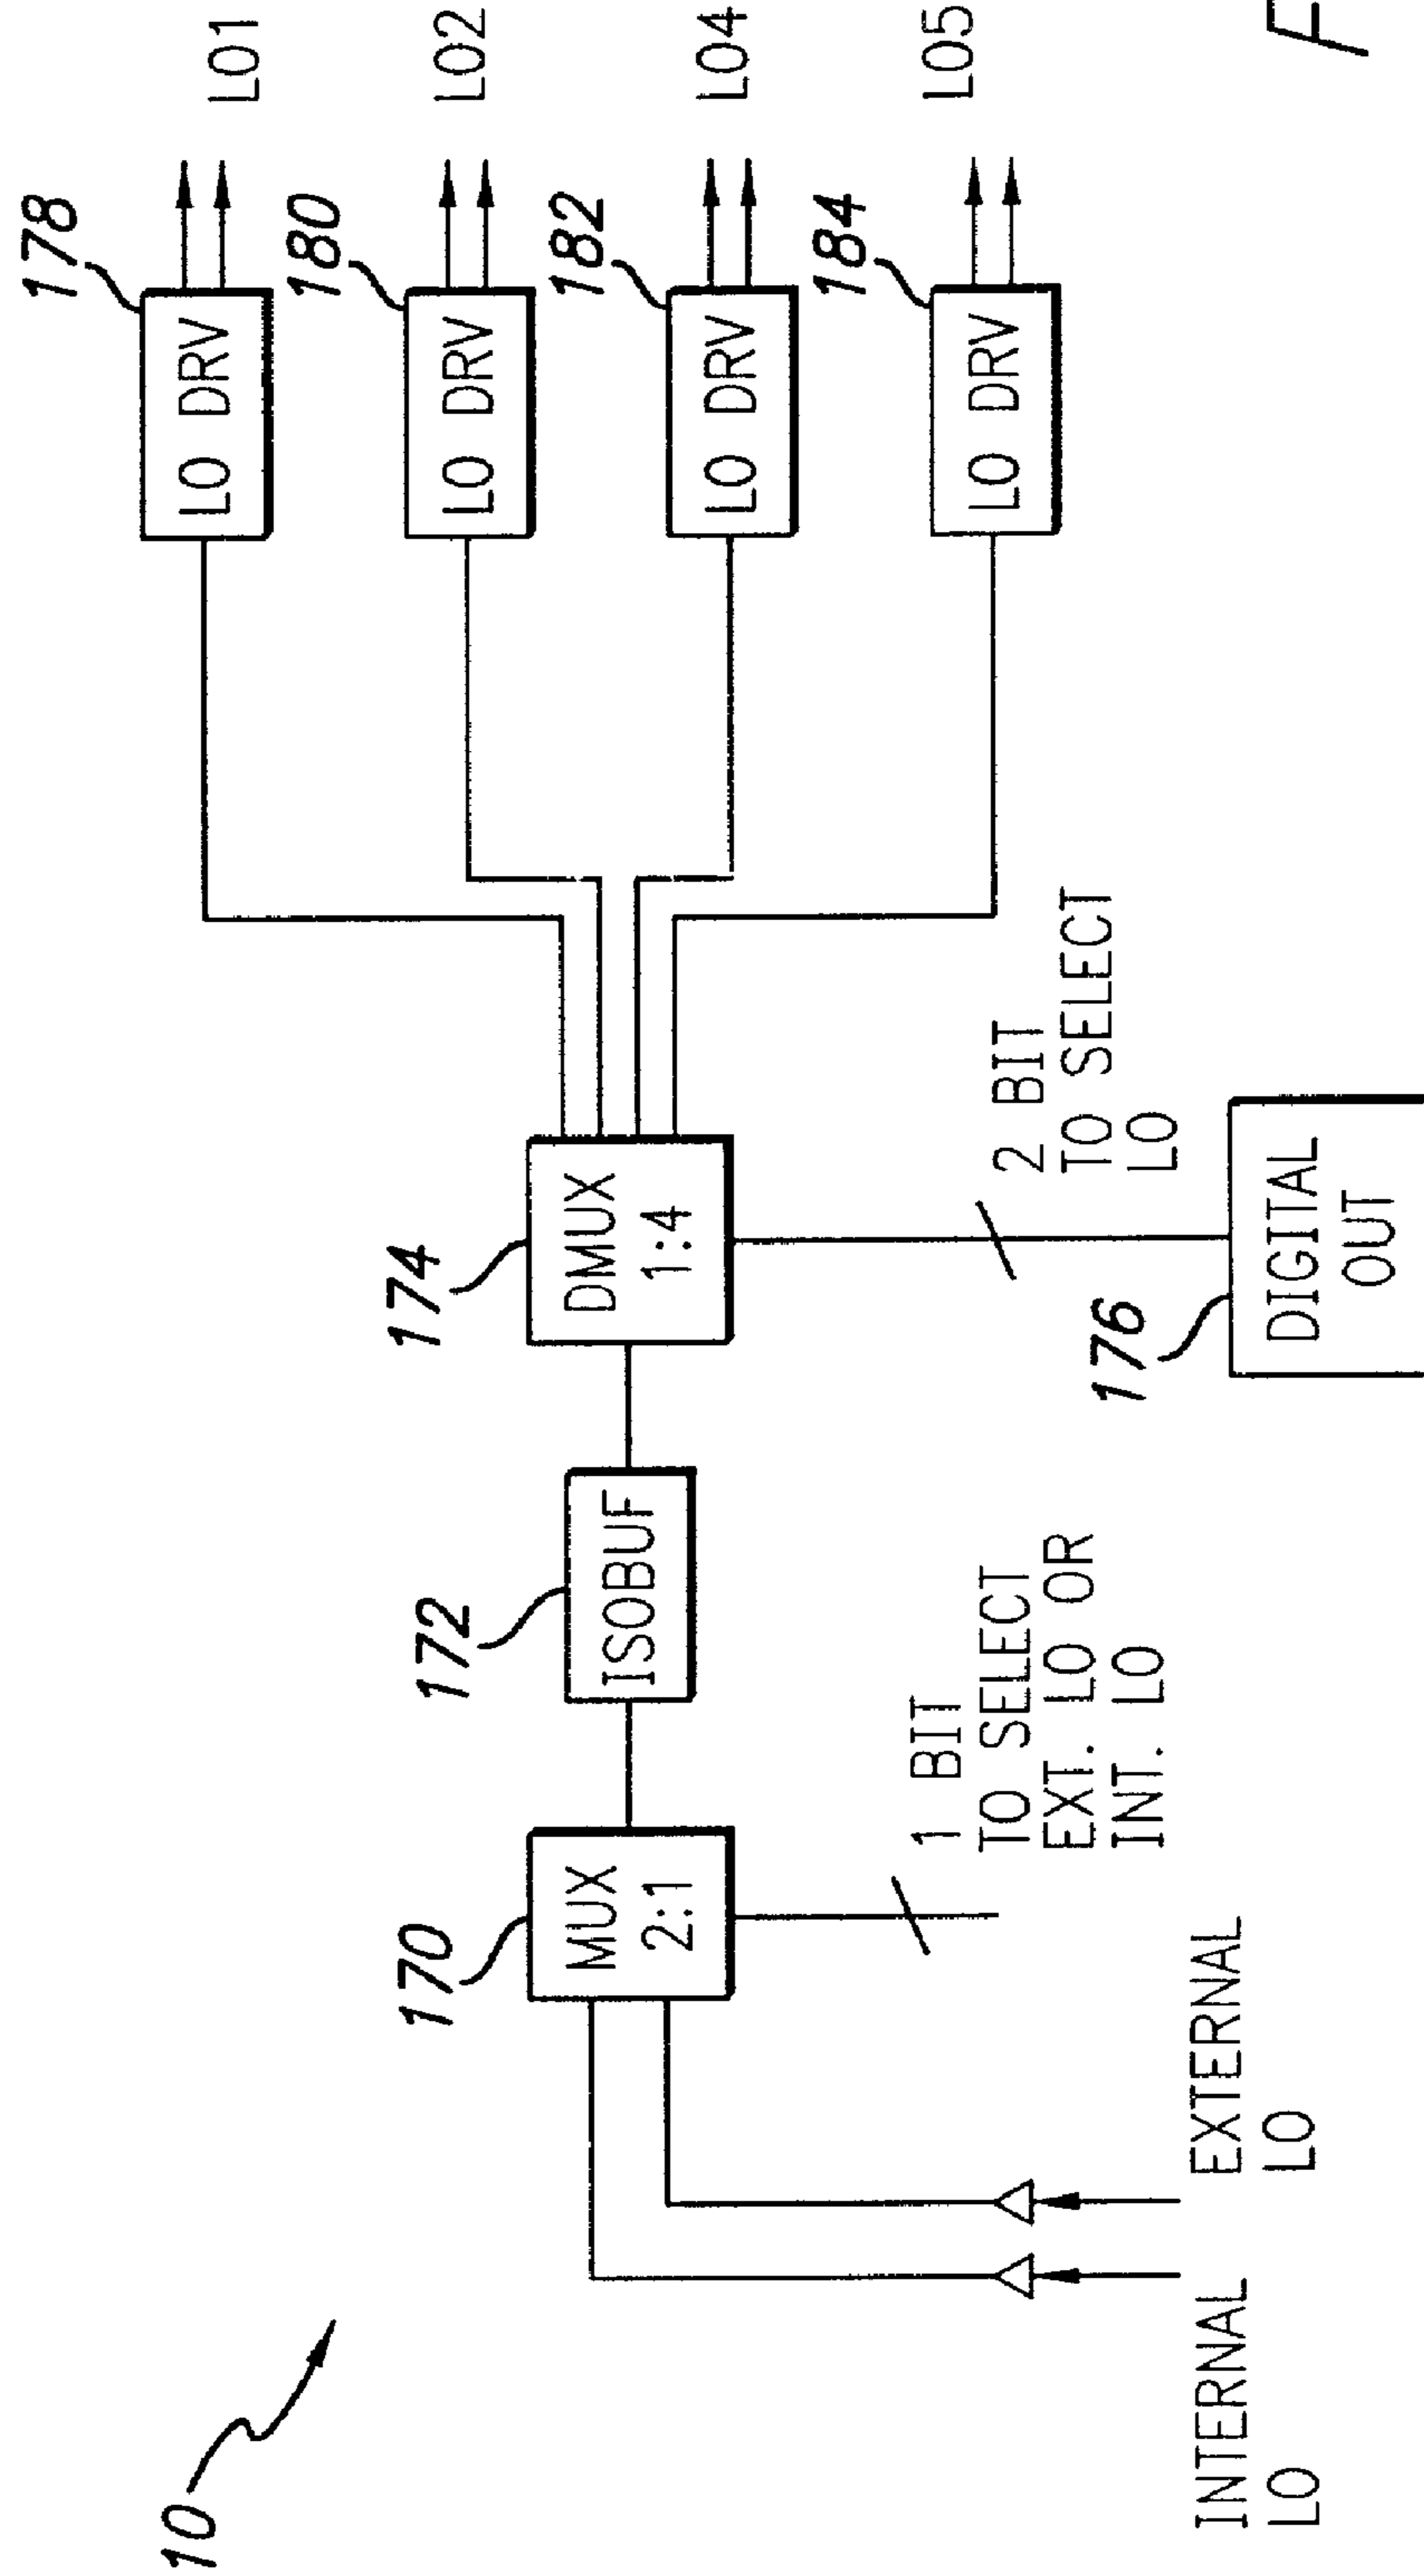 10
INTERNAL
LO
EXTERNAL
LO
170
MUX
2:1
1 BIT
TO SELECT
EXT. LO OR
INT. LO
172
ISOBUF
174
DMUX
1:4
2 BIT
TO SELECT
LO
176
DIGITAL
OUT
178
LO DRV
LO1
180
LO DRV
LO2
182
LO DRV
LO4
184
LO DRV
LO5
F